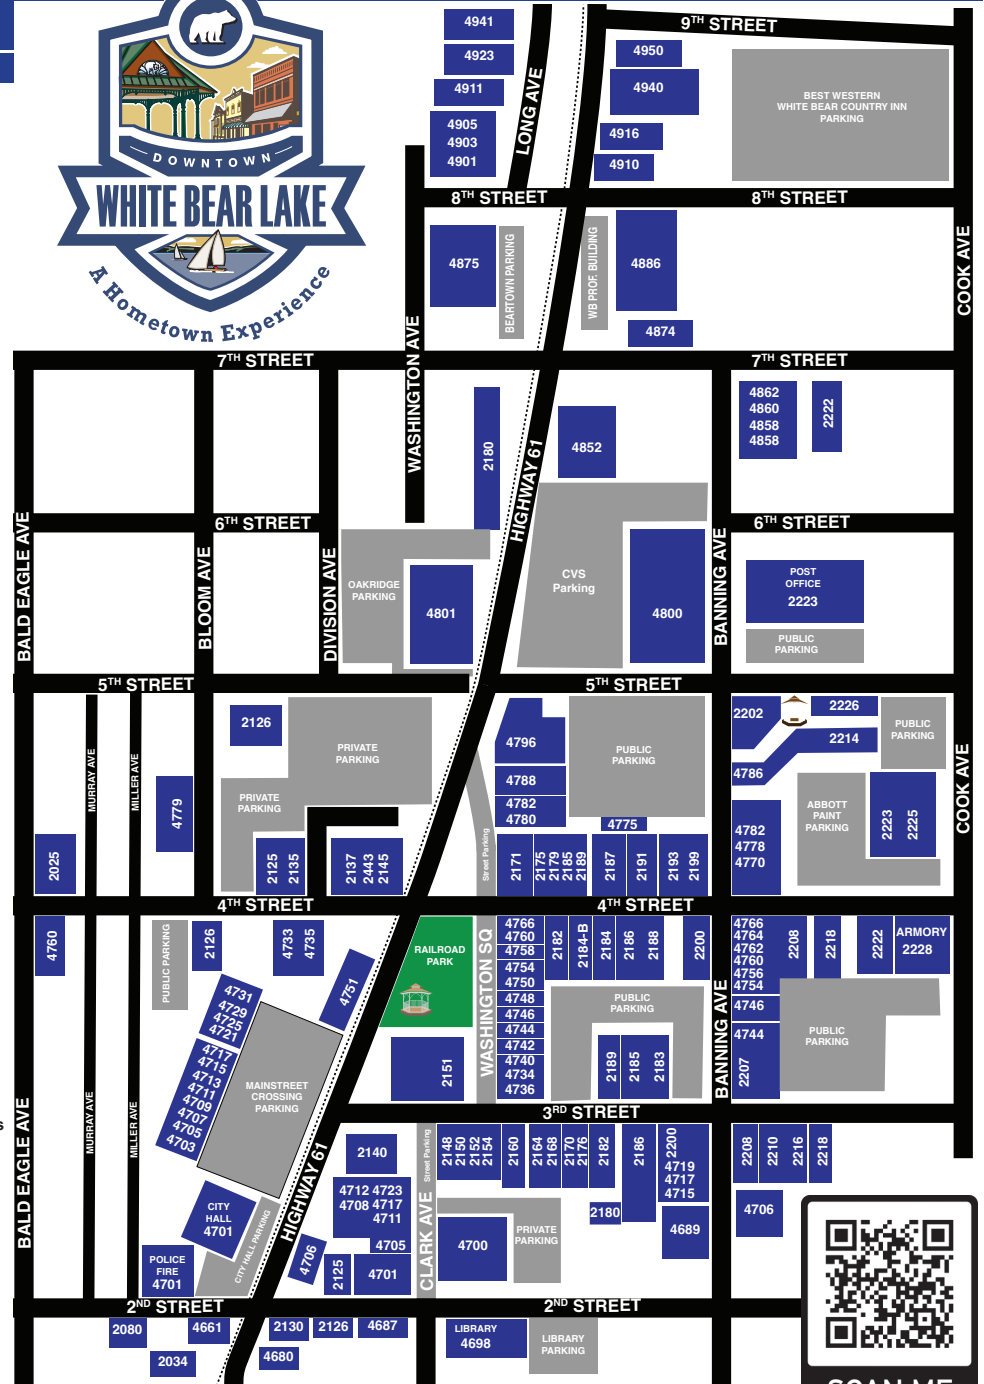 DOWNTOWN
WHITE BEAR LAKE
A Hometown Experience
4941
4923
4911
4905
4903
4901
LONG AVE
9TH STREET
4950
4940
4916
4910
BEST WESTERN
WHITE BEAR COUNTRY INN
PARKING
8TH STREET
8TH STREET
4875
BEARTOWN PARKING
WB PROF. BUILDING
4886
4874
COOK AVE
WASHINGTON AVE
7TH STREET
7TH STREET
2180
HIGHWAY 61
4852
4862
4860
4858
4858
2222
6TH STREET
6TH STREET
BALD EAGLE AVE
BLOOM AVE
DIVISION AVE
OAKRIDGE
PARKING
4801
CVS
Parking
4800
BANNING AVE
POST
OFFICE
2223
PUBLIC
PARKING
5TH STREET
5TH STREET
MURRAY AVE
MILLER AVE
2126
PRIVATE
PARKING
PRIVATE
PARKING
4779
2025
2125
2135
2137
2443
2145
Street Parking
4796
4788
4782
4780
PUBLIC
PARKING
4775
2171
2175
2179
2185
2189
2187
2191
2193
2199
2202
2226
2214
4786
PUBLIC
PARKING
ABBOTT
PAINT
PARKING
2223
2225
4782
4778
4770
COOK AVE
4TH STREET
4TH STREET
4760
PUBLIC PARKING
2126
4733
4735
4751
4731
4729
4725
4721
4717
4715
4713
4711
4709
4707
4705
4703
MAINSTREET
CROSSING
PARKING
RAILROAD
PARK
2151
WASHINGTON SQ
4766
4760
4758
4754
4750
4748
4746
4744
4742
4740
4734
4736
2182
2184-B
2184
2186
2188
2200
PUBLIC
PARKING
2189
2185
2183
BANNING AVE
4766
4764
4762
4760
4756
4754
4746
4744
2207
2208
2218
2222
ARMORY
2228
PUBLIC
PARKING
3RD STREET
BALD EAGLE AVE
MURRAY AVE
MILLER AVE
s
HIGHWAY 61
2140
4712 4723
4708 4717
4711
4705
4706
2125
4701
Street Parking
CLARK AVE
2148
2150
2152
2154
2160
2164
2168
2170
2176
2182
2186
2180
2200
4719
4717
4715
4689
4700
PRIVATE
PARKING
2208
2210
2216
2218
4706
CITY
HALL
4701
CITY HALL PARKING
POLICE
FIRE
4701
2ND STREET
2ND STREET
2080
4661
2034
2130
2126
4687
4680
LIBRARY
4698
LIBRARY
PARKING
SCAN ME